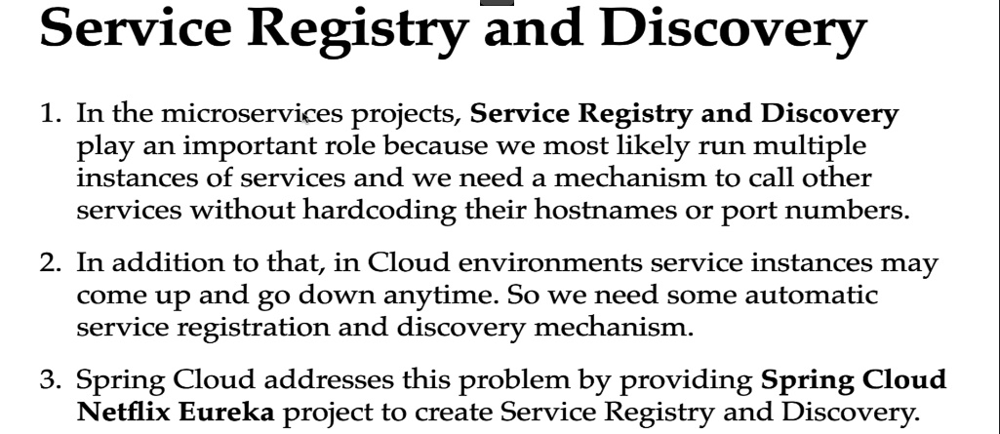 Service Registry and Discovery
1. In the microservices projects, Service Registry and Discovery
play an important role because we most likely run multiple
instances of services and we need a mechanism to call other
services without hardcoding their hostnames or port numbers.
2. In addition to that, in Cloud environments service instances may
come up and go down anytime. So we need some automatic
service registration and discovery mechanism.
3. Spring Cloud addresses this problem by providing Spring Cloud
Netflix Eureka project to create Service Registry and Discovery.